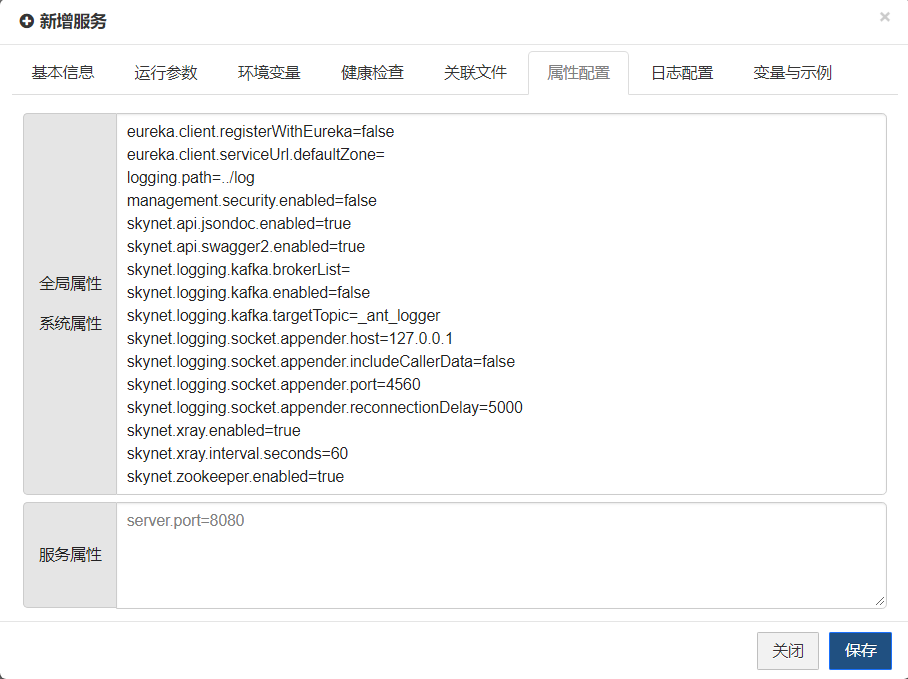 新增服务
×
基本信息 运行参数 环境变量 健康检查 关联文件 属性配置 日志配置 变量与示例
全局属性
系统属性
eureka.client.registerWithEureka=false
eureka.client.serviceUrl.defaultZone=
logging.path=../log
management.security.enabled=false
skynet.api.jsondoc.enabled=true
skynet.api.swagger2.enabled=true
skynet.logging.kafka.brokerList=
skynet.logging.kafka.enabled=false
skynet.logging.kafka.targetTopic=_ant_logger
skynet.logging.socket.appender.host=127.0.0.1
skynet.logging.socket.appender.includeCallerData=false
skynet.logging.socket.appender.port=4560
skynet.logging.socket.appender.reconnectionDelay=5000
skynet.xray.enabled=true
skynet.xray.interval.seconds=60
skynet.zookeeper.enabled=true
服务属性
server.port=8080
关闭 保存